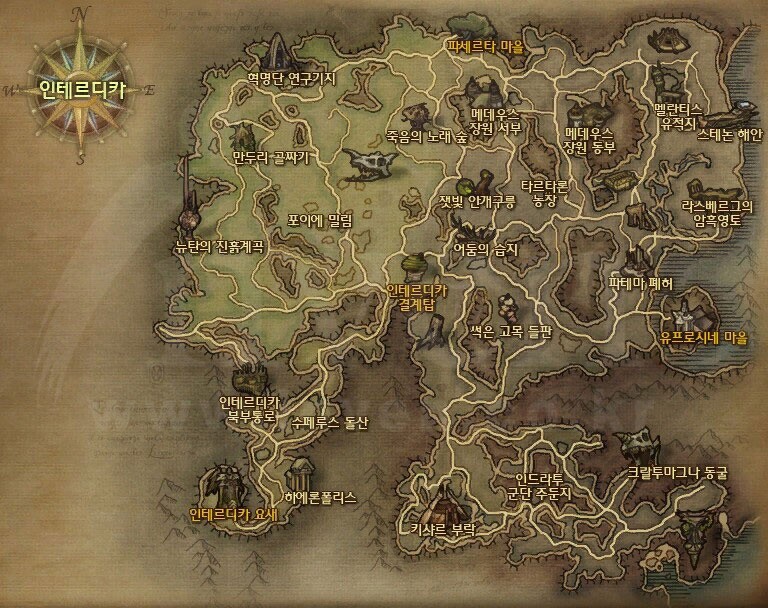 N
인테르디카
W
E
S
파세르타 마을
혁명단 연구기지
메데우스
장원 서부
죽음의 노래 숲
메데우스
장원 동부
멜란티스
유적지
스테논 해안
만두리 골짜기
잿빛 안개구릉
타르타론
농장
라스베르그의
암흑영토
포이에 밀림
뉴탄의 진흙계곡
어둠의 습지
인테르디카
결계탑
파테마 폐허
썩은 고목 들판
유프로시네 마을
인테르디카
북부통로
수페루스 돌산
하에론폴리스
인테르디카 요새
인드라투
군단 주둔지
크랄투마그나 동굴
키샤르 부락